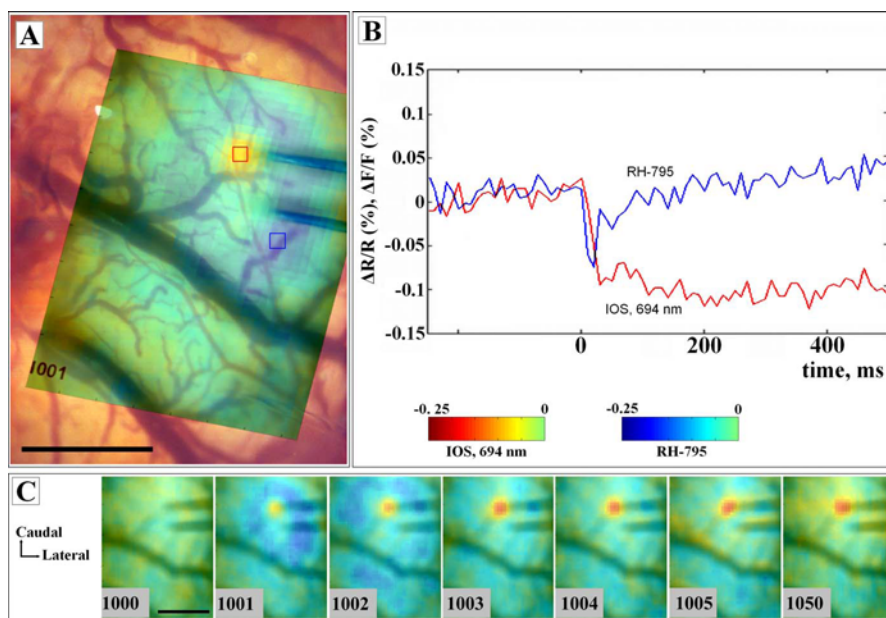 A
1001
B
0.15
0.1
0.05
0
-0.05
-0.1
-0.15
ΔR/R (%), ΔF/F (%)
RH-795
IOS, 694 nm
0 200 400
time, ms
-0. 25 0 -0.25 0
IOS, 694 nm RH-795
C
Caudal
Lateral
1000 1001 1002 1003 1004 1005 1050